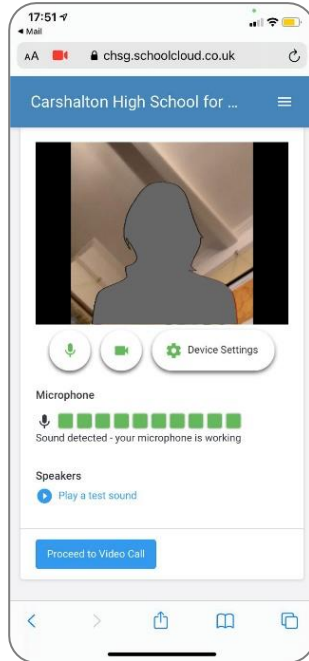 17:51
Mail
AA chsg.schoolcloud.co.uk
Carshalton High School for ...
Device Settings
Microphone
Sound detected - your microphone is working
Speakers
Play a test sound
Proceed to Video Call